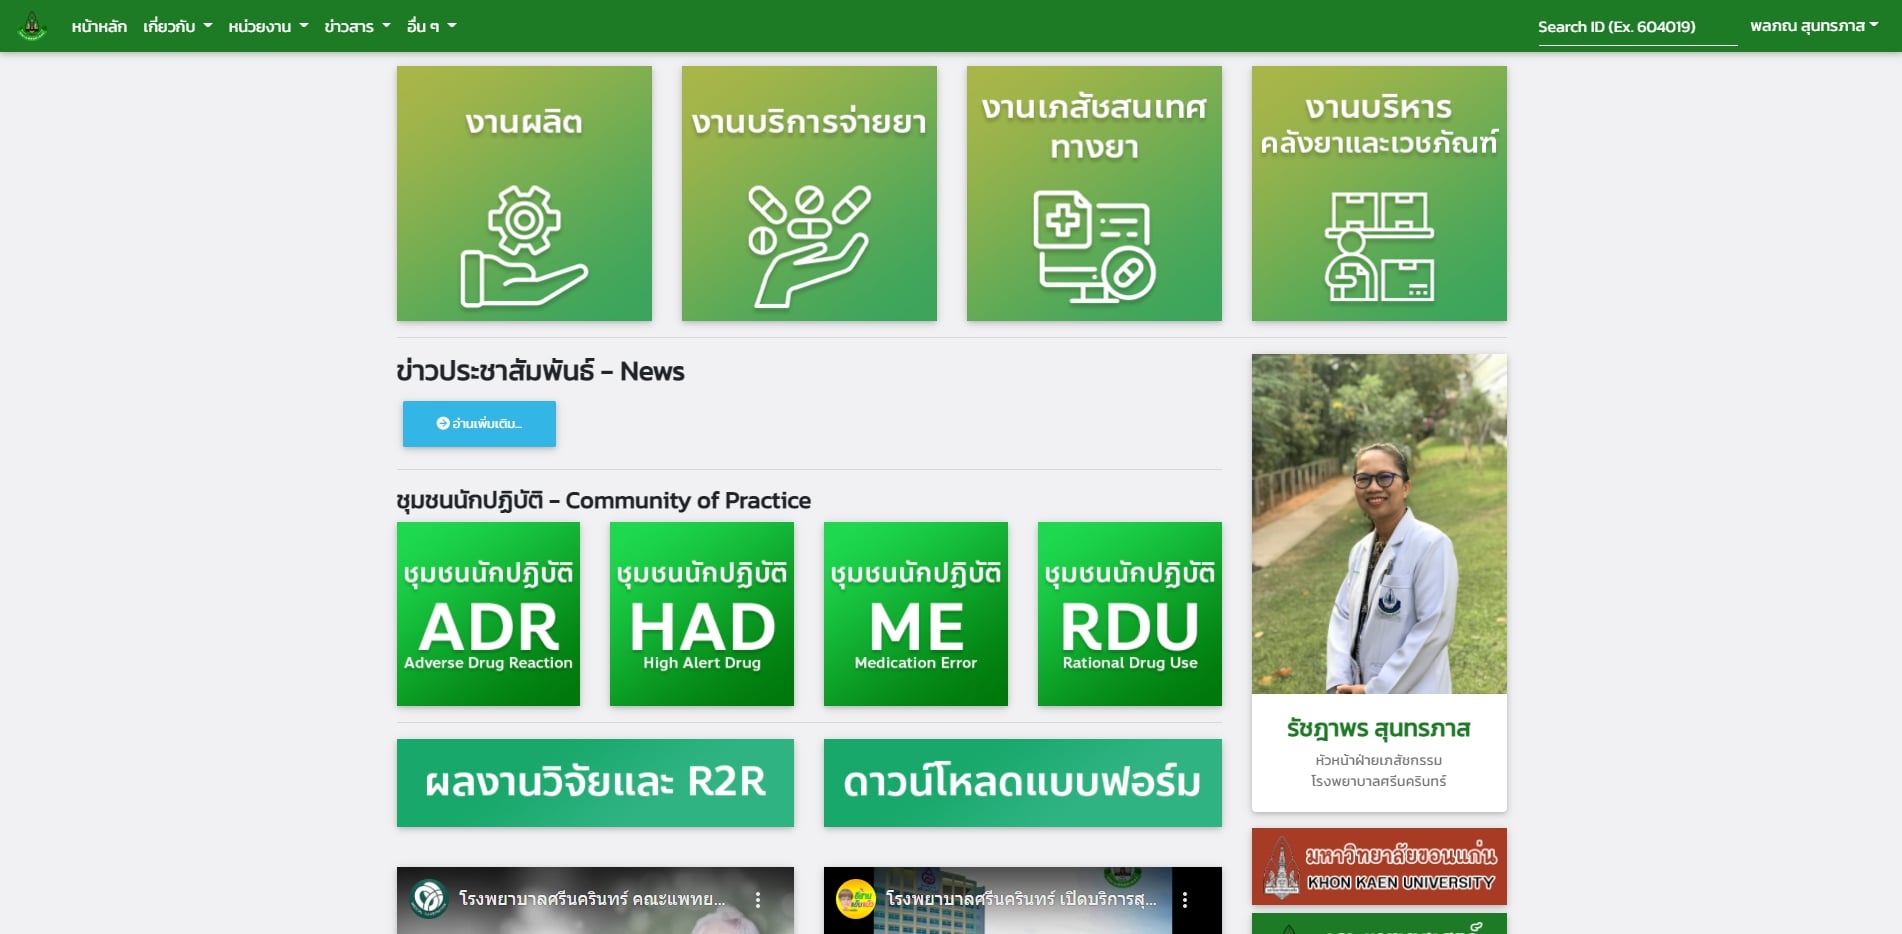 หน้าหลัก
เกี่ยวกับ
หน่วยงาน
ข่าวสาร
อื่น ๆ
Search ID (Ex. 604019)
พลภณ สุนทรภาส
งานผลิต
งานบริการจ่ายยา
งานเภสัชสนเทศ
ทางยา
งานบริหาร
คลังยาและเวชภัณฑ์
ข่าวประชาสัมพันธ์ - News
อ่านเพิ่มเติม...
ชุมชนนักปฏิบัติ - Community of Practice
ชุมชนนักปฏิบัติ
ADR
Adverse Drug Reaction
ชุมชนนักปฏิบัติ
HAD
High Alert Drug
ชุมชนนักปฏิบัติ
ME
Medication Error
ชุมชนนักปฏิบัติ
RDU
Rational Drug Use
ผลงานวิจัยและ R2R
ดาวน์โหลดแบบฟอร์ม
โรงพยาบาลศรีนครินทร์ คณะแพทย...
โรงพยาบาลศรีนครินทร์ เปิดบริการสุ...
รัชฎาพร สุนทรภาส
หัวหน้าฝ่ายเภสัชกรรม
โรงพยาบาลศรีนครินทร์
มหาวิทยาลัยขอนแก่น
KHON KAEN UNIVERSITY